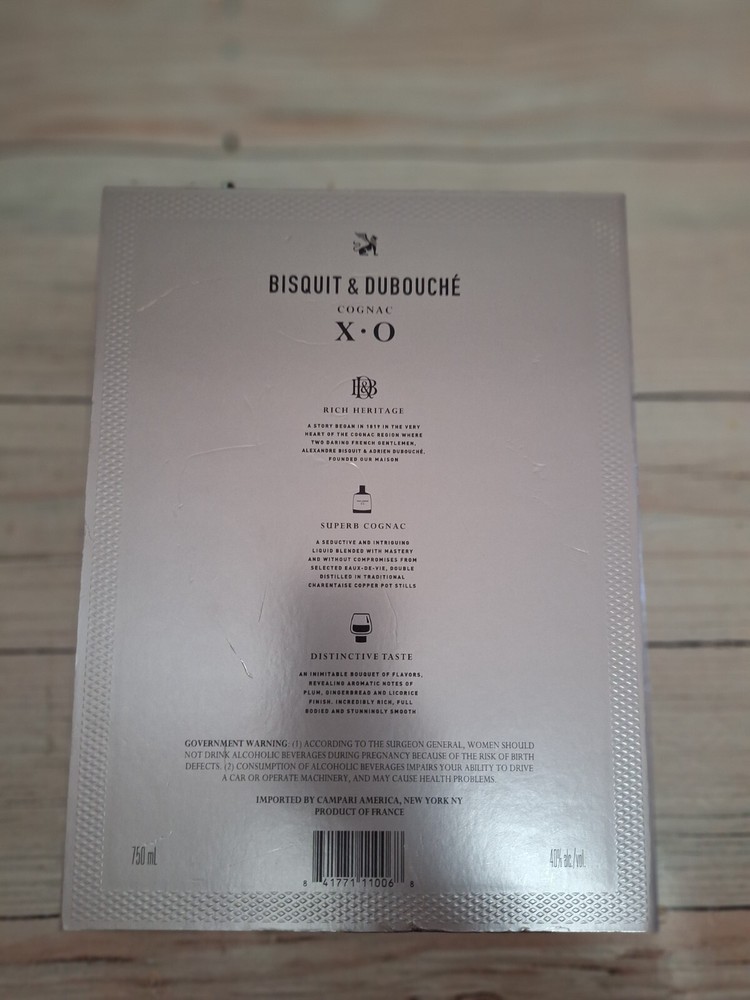 BISQUIT & DUBOUCHÉ
COGNAC
X·O
B&D
RICH HERITAGE
A STORY BEGAN IN 1819 IN THE VERY
HEART OF THE COGNAC REGION WHERE
TWO DARING FRENCH GENTLEMEN,
ALEXANDRE BISQUIT & ADRIEN DUBOUCHÉ,
FOUNDED OUR MAISON
SUPERB COGNAC
A SEDUCTIVE AND INTRIGUING
LIQUID BLENDED WITH MASTERY
AND WITHOUT COMPROMISES FROM
SELECTED EAUX-DE-VIE, DOUBLE
DISTILLED IN TRADITIONAL
CHARENTAISE COPPER POT STILLS
DISTINCTIVE TASTE
AN INIMITABLE BOUQUET OF FLAVORS,
REVEALING AROMATIC NOTES OF
PLUM, GINGERBREAD AND LICORICE
FINISH. INCREDIBLY RICH, FULL
BODIED AND STUNNINGLY SMOOTH
GOVERNMENT WARNING: (1) ACCORDING TO THE SURGEON GENERAL, WOMEN SHOULD
NOT DRINK ALCOHOLIC BEVERAGES DURING PREGNANCY BECAUSE OF THE RISK OF BIRTH
DEFECTS. (2) CONSUMPTION OF ALCOHOLIC BEVERAGES IMPAIRS YOUR ABILITY TO DRIVE
A CAR OR OPERATE MACHINERY, AND MAY CAUSE HEALTH PROBLEMS.
IMPORTED BY CAMPARI AMERICA, NEW YORK NY
PRODUCT OF FRANCE
750 mL
40% alc./vol.
8 41771 11006 8